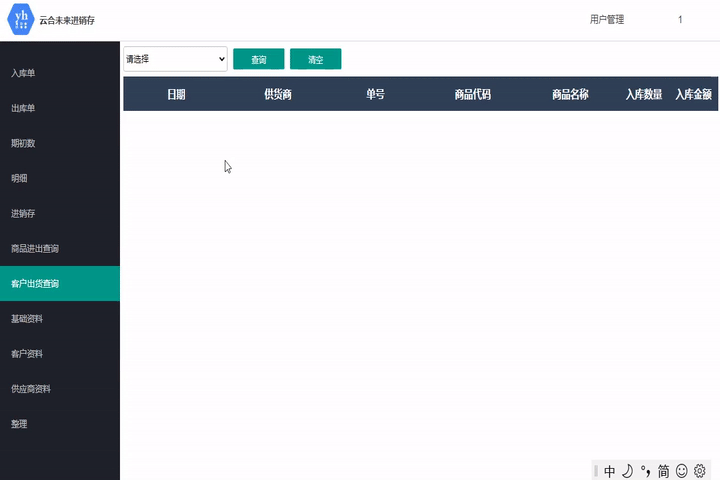 yh
云合未来进销存
用户管理 1
入库单
出库单
期初数
明细
进销存
商品进出查询
客户出货查询
基础资料
客户资料
供应商资料
整理
请选择 查询 清空
日期 供货商 单号 商品代码 商品名称 入库数量 入库金额
中 简